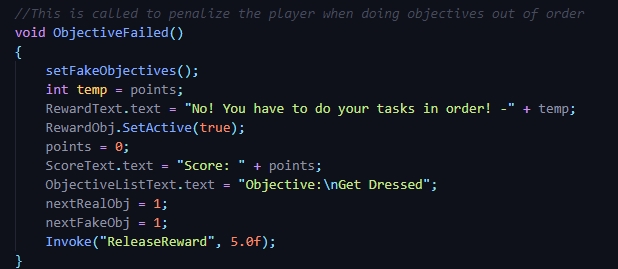 //This is called to penalize the player when doing objectives out of order
void ObjectiveFailed()
{
setFakeObjectives();
int temp = points;
RewardText.text = "No! You have to do your tasks in order! -" + temp;
RewardObj.SetActive(true);
points = 0;
ScoreText.text = "Score: " + points;
ObjectiveListText.text = "Objective:\nGet Dressed";
nextRealObj = 1;
nextFakeObj = 1;
Invoke("ReleaseReward", 5.0f);
}